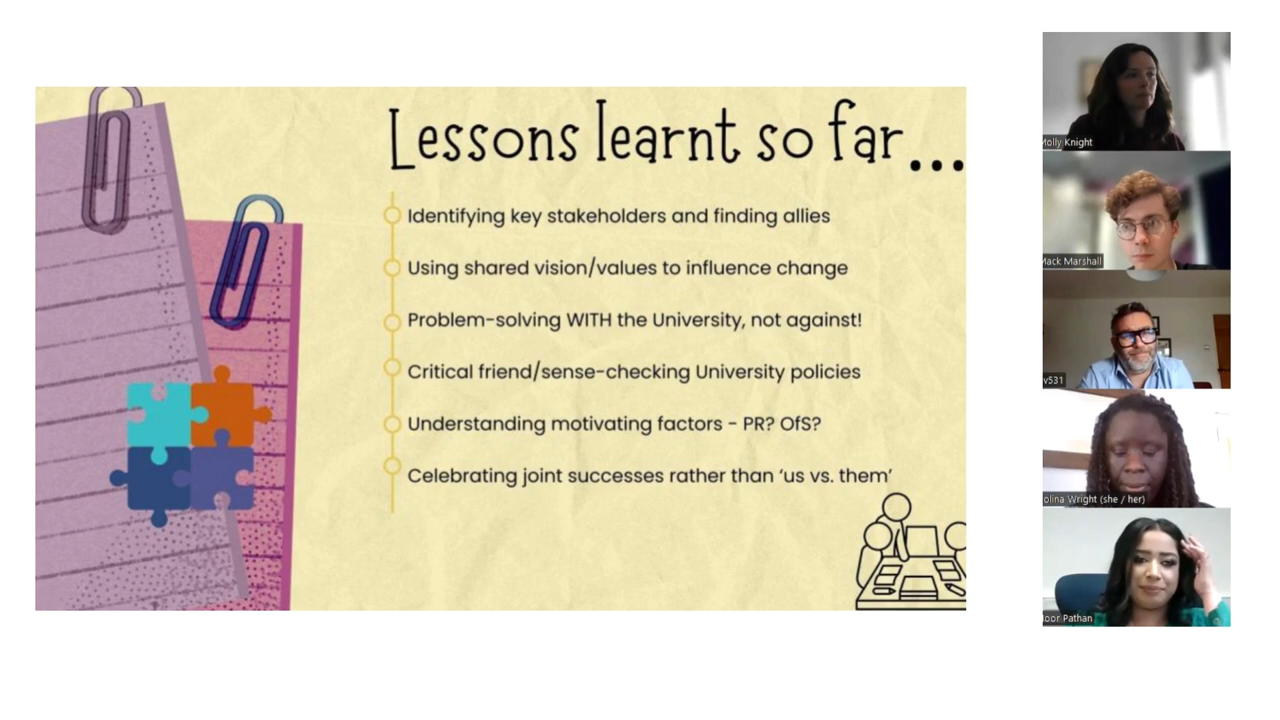 Lessons learnt so far...
Identifying key stakeholders and finding allies
Using shared vision/values to influence change
Problem-solving WITH the University, not against!
Critical friend/sense-checking University policies
Understanding motivating factors - PR? OfS?
Celebrating joint successes rather than ‘us vs. them’
Molly Knight
Mack Marshall
v531
olina Wright (she / her)
oor Pathan